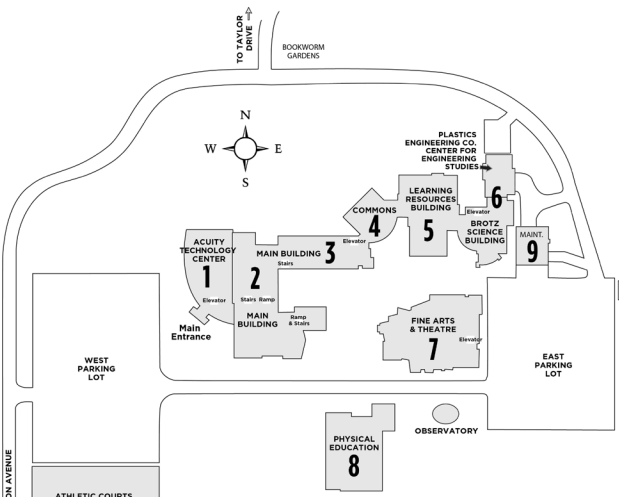 TO TAYLOR
DRIVE
BOOKWORM
GARDENS
N
W
E
S
PLASTICS
ENGINEERING CO.
CENTER FOR
ENGINEERING
STUDIES
6
Elevator
BROTZ
SCIENCE
BUILDING
LEARNING
RESOURCES
BUILDING
5
COMMONS
4
Elevator
MAIN BUILDING
3
Stairs
MAINT.
9
ACUITY
TECHNOLOGY
CENTER
1
Elevator
2
Stairs Ramp
MAIN
BUILDING
Ramp
& Stairs
Main
Entrance
FINE ARTS
& THEATRE
7
Elevator
WEST
PARKING
LOT
EAST
PARKING
LOT
OBSERVATORY
PHYSICAL
EDUCATION
8
ON AVENUE
ATHLETIC COURTS